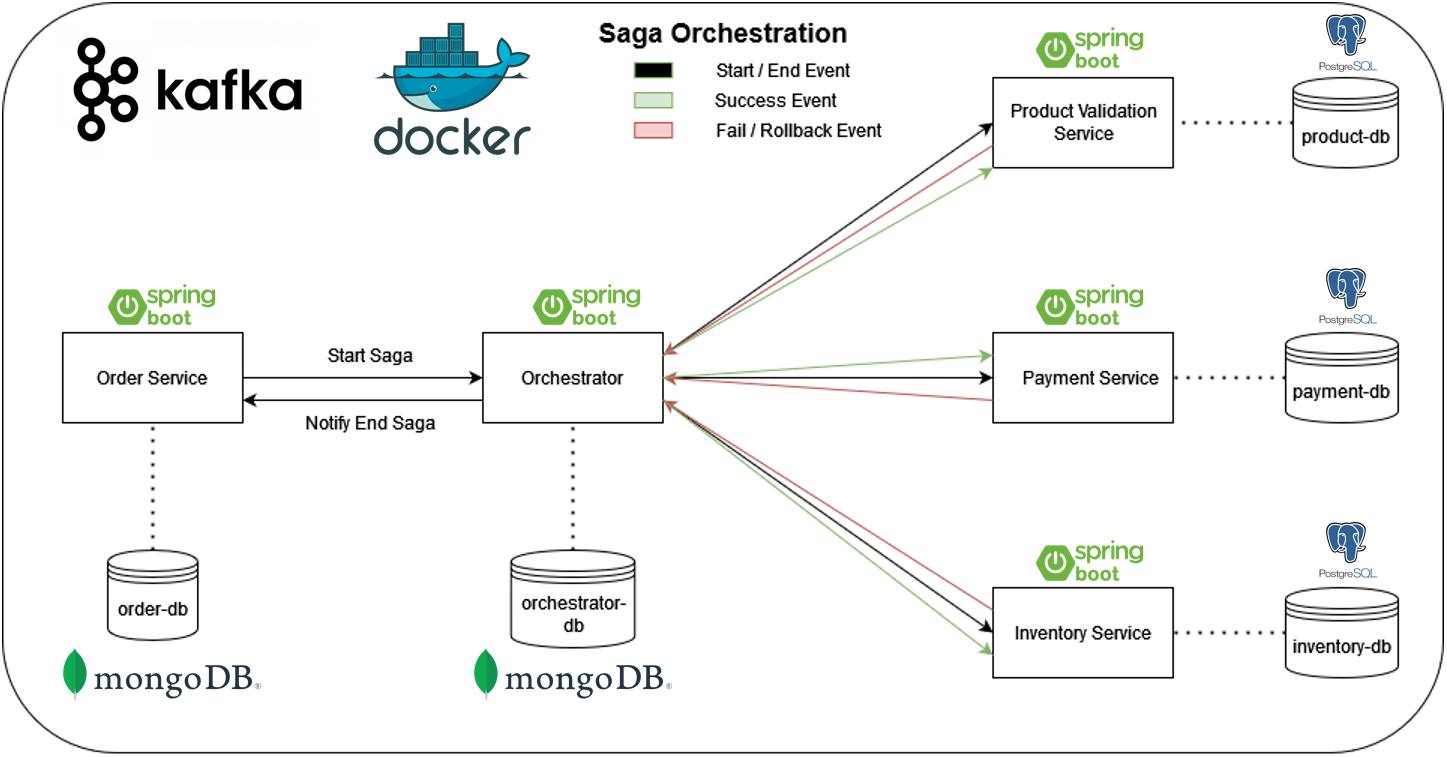 kafka
docker
Saga Orchestration
Start / End Event
Success Event
Fail / Rollback Event
spring
boot
Product Validation
Service
PostgreSQL
product-db
spring
boot
Order Service
Start Saga
Notify End Saga
spring
boot
Orchestrator
spring
boot
Payment Service
PostgreSQL
payment-db
order-db
mongoDB®
orchestrator-
db
mongoDB®
spring
boot
Inventory Service
PostgreSQL
inventory-db